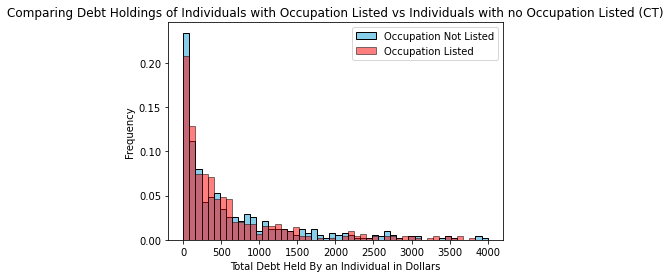 Comparing Debt Holdings of Individuals with Occupation Listed vs Individuals with no Occupation Listed (CT)
Occupation Not Listed
Occupation Listed
0.20
0.15
0.10
0.05
0.00
Frequency
0 500 1000 1500 2000 2500 3000 3500 4000
Total Debt Held By an Individual in Dollars